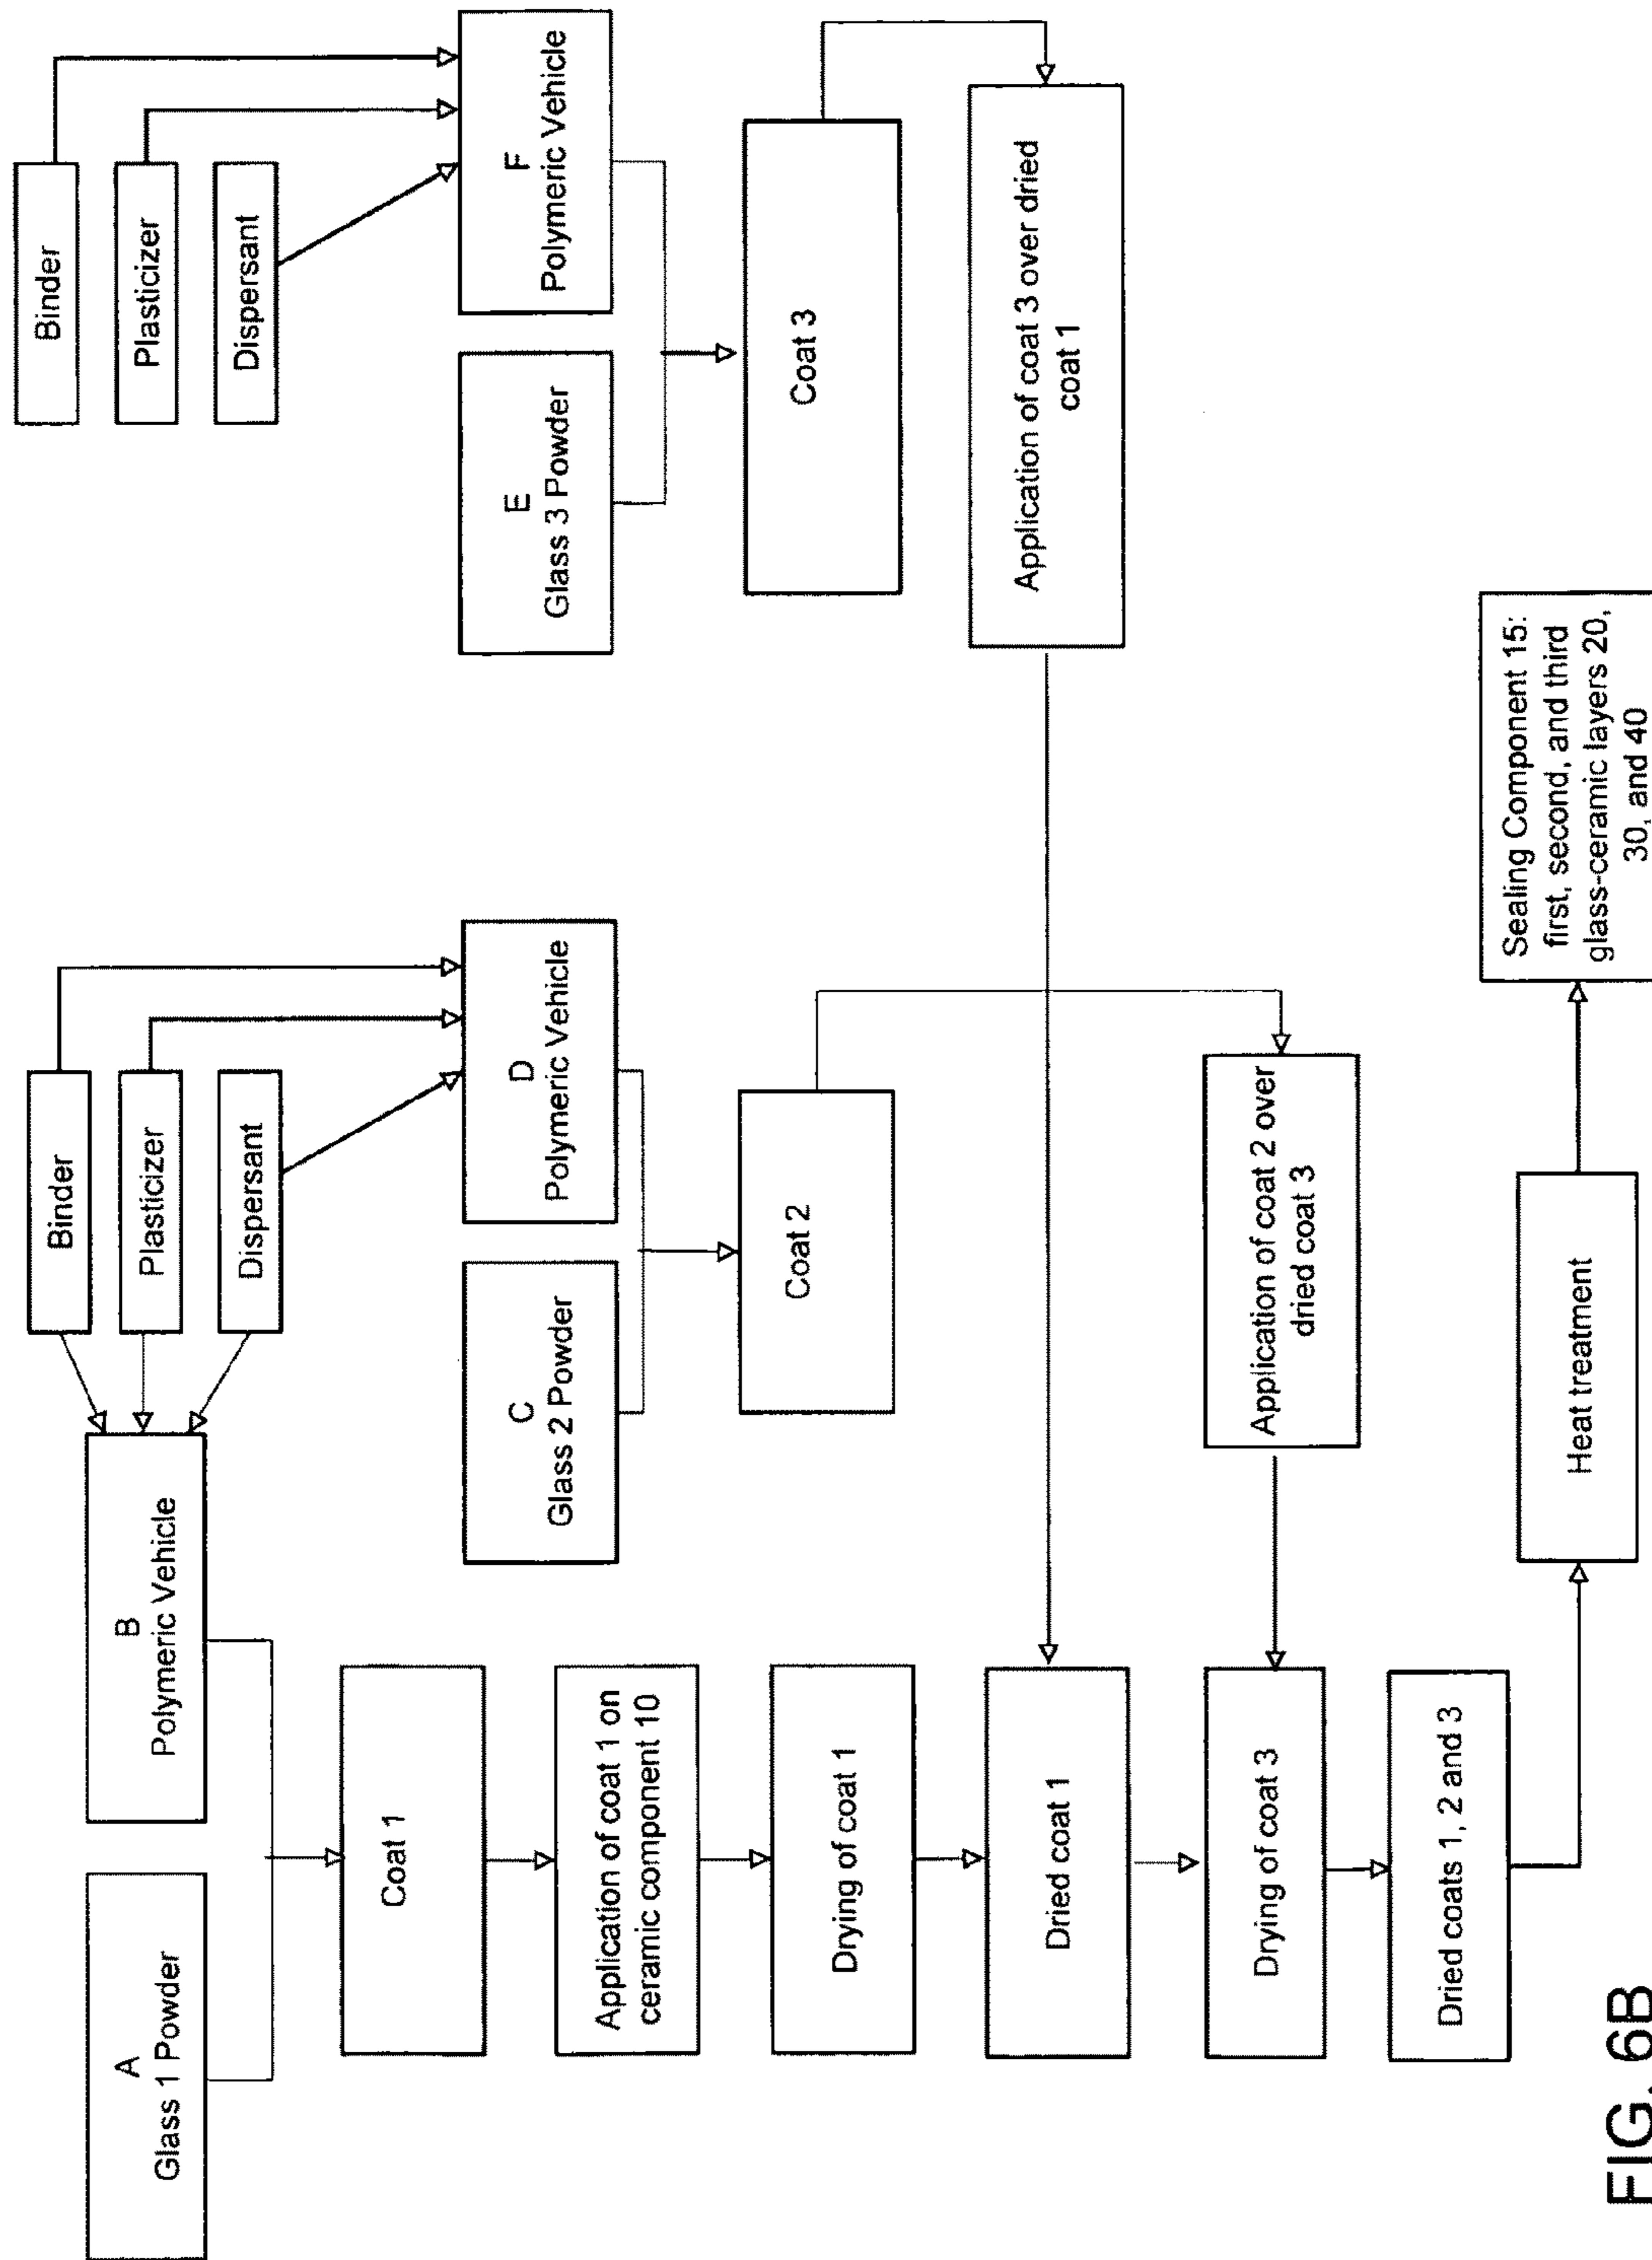 A
Glass 1 Powder
B
Polymeric Vehicle
Binder
Plasticizer
Dispersant
Coat 1
Application of coat 1 on
ceramic component 10
Drying of coat 1
Dried coat 1
Drying of coat 3
Dried coats 1, 2 and 3
C
Glass 2 Powder
D
Polymeric Vehicle
Coat 2
Application of coat 2 over
dried coat 3
Binder
Plasticizer
Dispersant
E
Glass 3 Powder
F
Polymeric Vehicle
Coat 3
Application of coat 3 over dried
coat 1
Heat treatment
Sealing Component 15:
first, second, and third
glass-ceramic layers 20,
30, and 40
FIG. 6B